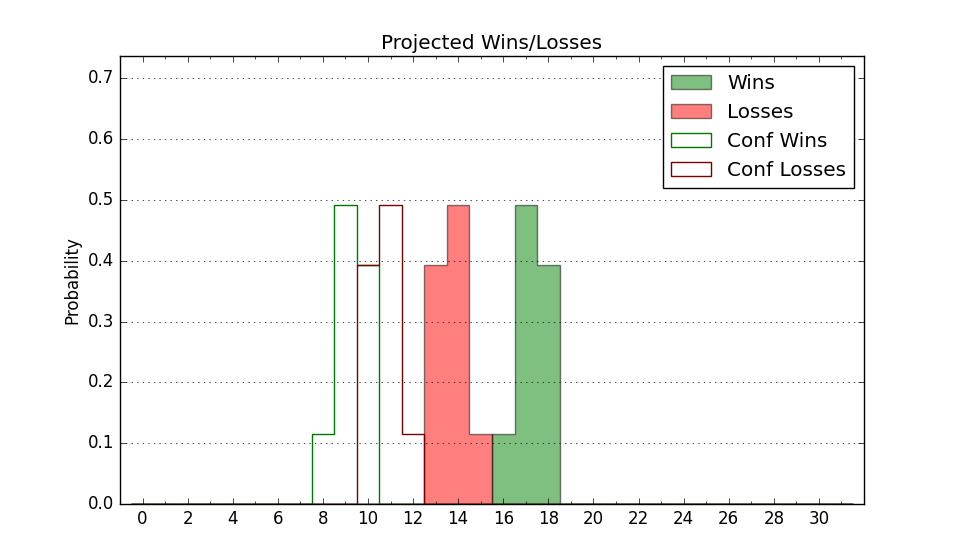 Projected Wins/Losses
Probability
0.7
0.6
0.5
0.4
0.3
0.2
0.1
0.0
0 2 4 6 8 10 12 14 16 18 20 22 24 26 28 30
Wins
Losses
Conf Wins
Conf Losses